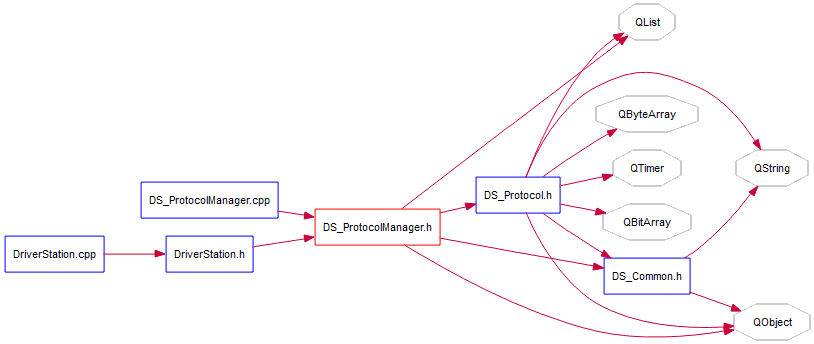 QList
QByteArray
QString
QTimer
DS_ProtocolManager.cpp
DS_Protocol.h
QBitArray
DS_ProtocolManager.h
DriverStation.cpp
DriverStation.h
DS_Common.h
QObject